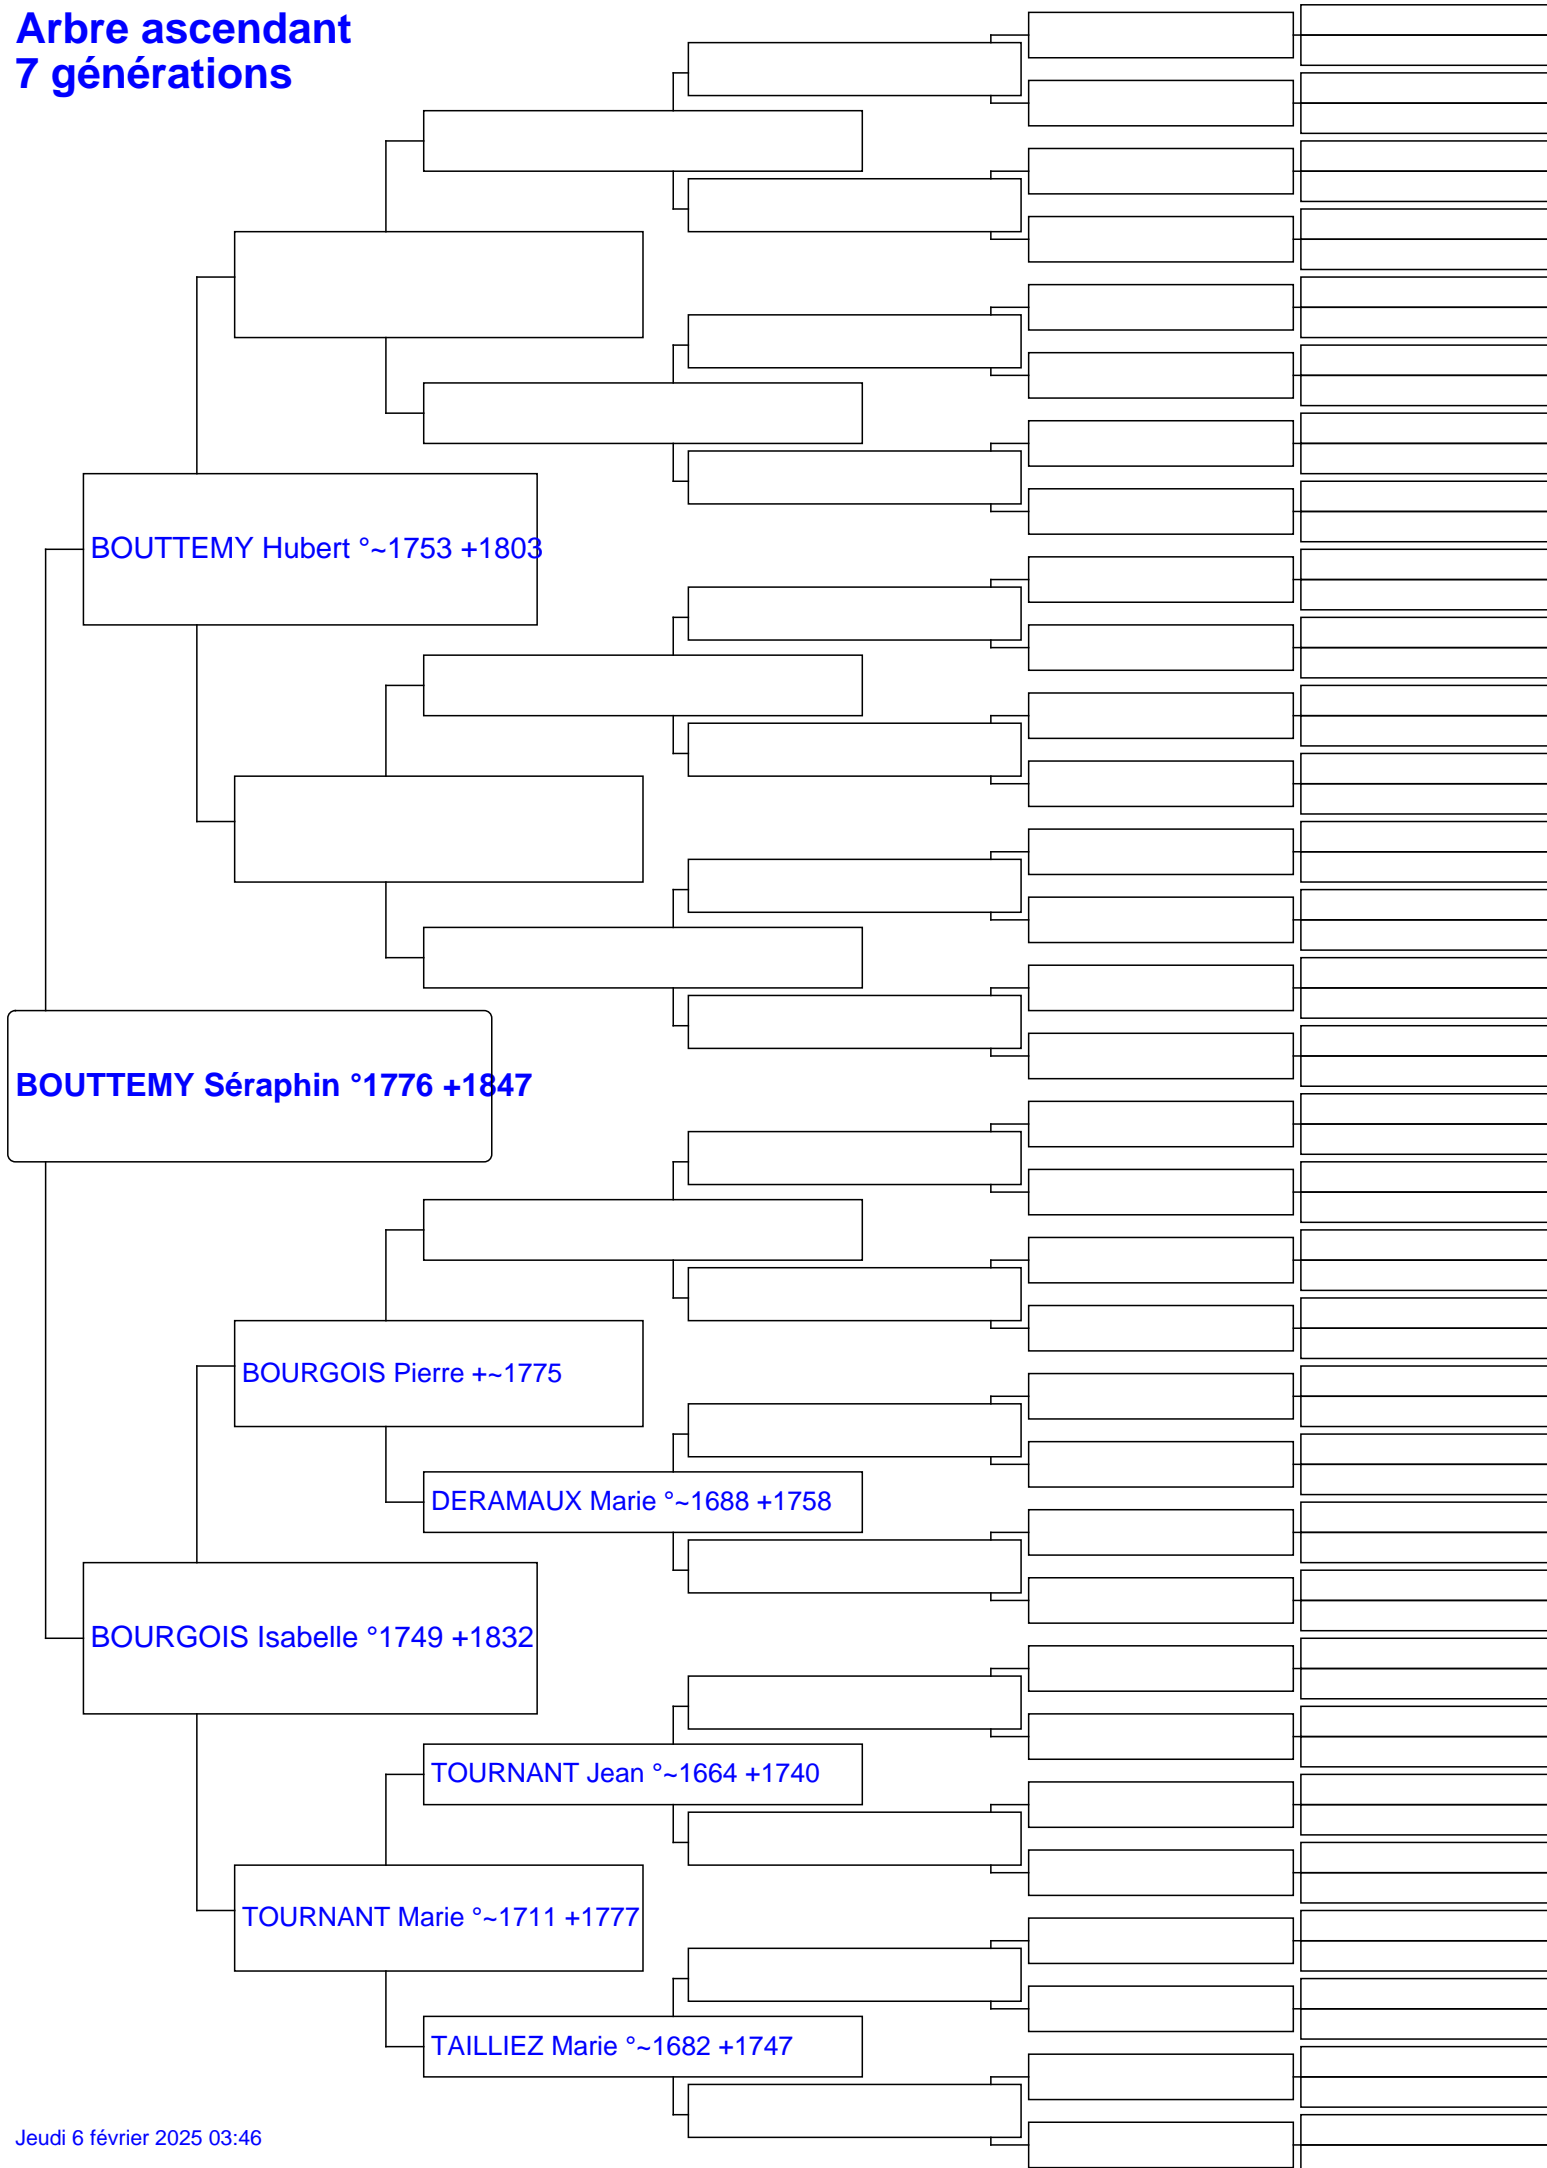 Arbre ascendant
7 générations
BOUTTEMY Hubert °~1753 +1803
BOUTTEMY Séraphin °1776 +1847
BOURGOIS Pierre +~1775
DERAMAUX Marie °~1688 +1758
BOURGOIS Isabelle °1749 +1832
TOURNANT Jean °~1664 +1740
TOURNANT Marie °~1711 +1777
TAILLIEZ Marie °~1682 +1747
Jeudi 6 février 2025 03:46